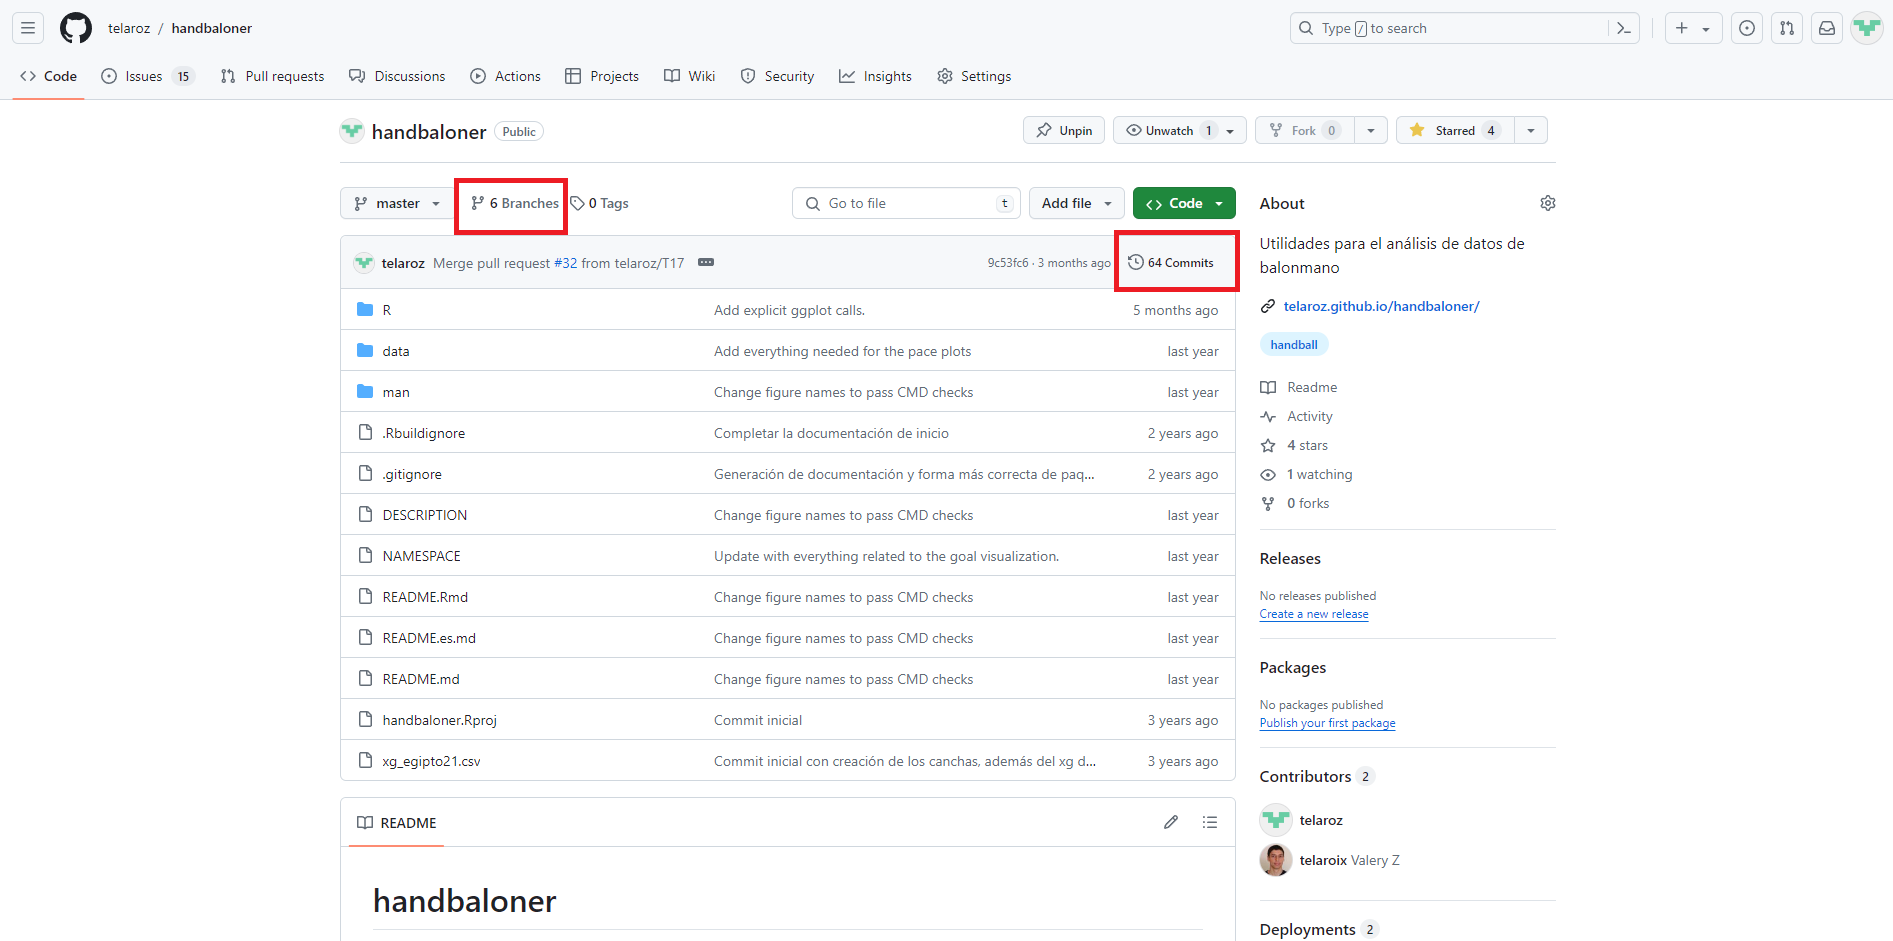 telaroz / handbaloner
Type / to search
Code
Issues 15
Pull requests
Discussions
Actions
Projects
Wiki
Security
Insights
Settings
handbaloner Public
Unpin
Unwatch 1
Fork 0
Starred 4
master
6 Branches
0 Tags
Go to file t
Add file
Code
telaroz Merge pull request #32 from telaroz/T17
9c53fc6 · 3 months ago
64 Commits
R Add explicit ggplot calls. 5 months ago
data Add everything needed for the pace plots last year
man Change figure names to pass CMD checks last year
.Rbuildignore Completar la documentación de inicio 2 years ago
.gitignore Generación de documentación y forma más correcta de paq... 2 years ago
DESCRIPTION Change figure names to pass CMD checks last year
NAMESPACE Update with everything related to the goal visualization. last year
README.Rmd Change figure names to pass CMD checks last year
README.es.md Change figure names to pass CMD checks last year
README.md Change figure names to pass CMD checks last year
handbaloner.Rproj Commit inicial 3 years ago
xg_egipto21.csv Commit inicial con creación de los canchas, además del xg d... 3 years ago
README
handbaloner
About
Utilidades para el análisis de datos de
balonmano
telaroz.github.io/handbaloner/
handball
Readme
Activity
4 stars
1 watching
0 forks
Releases
No releases published
Create a new release
Packages
No packages published
Publish your first package
Contributors 2
telaroz
telaroix Valery Z
Deployments 2